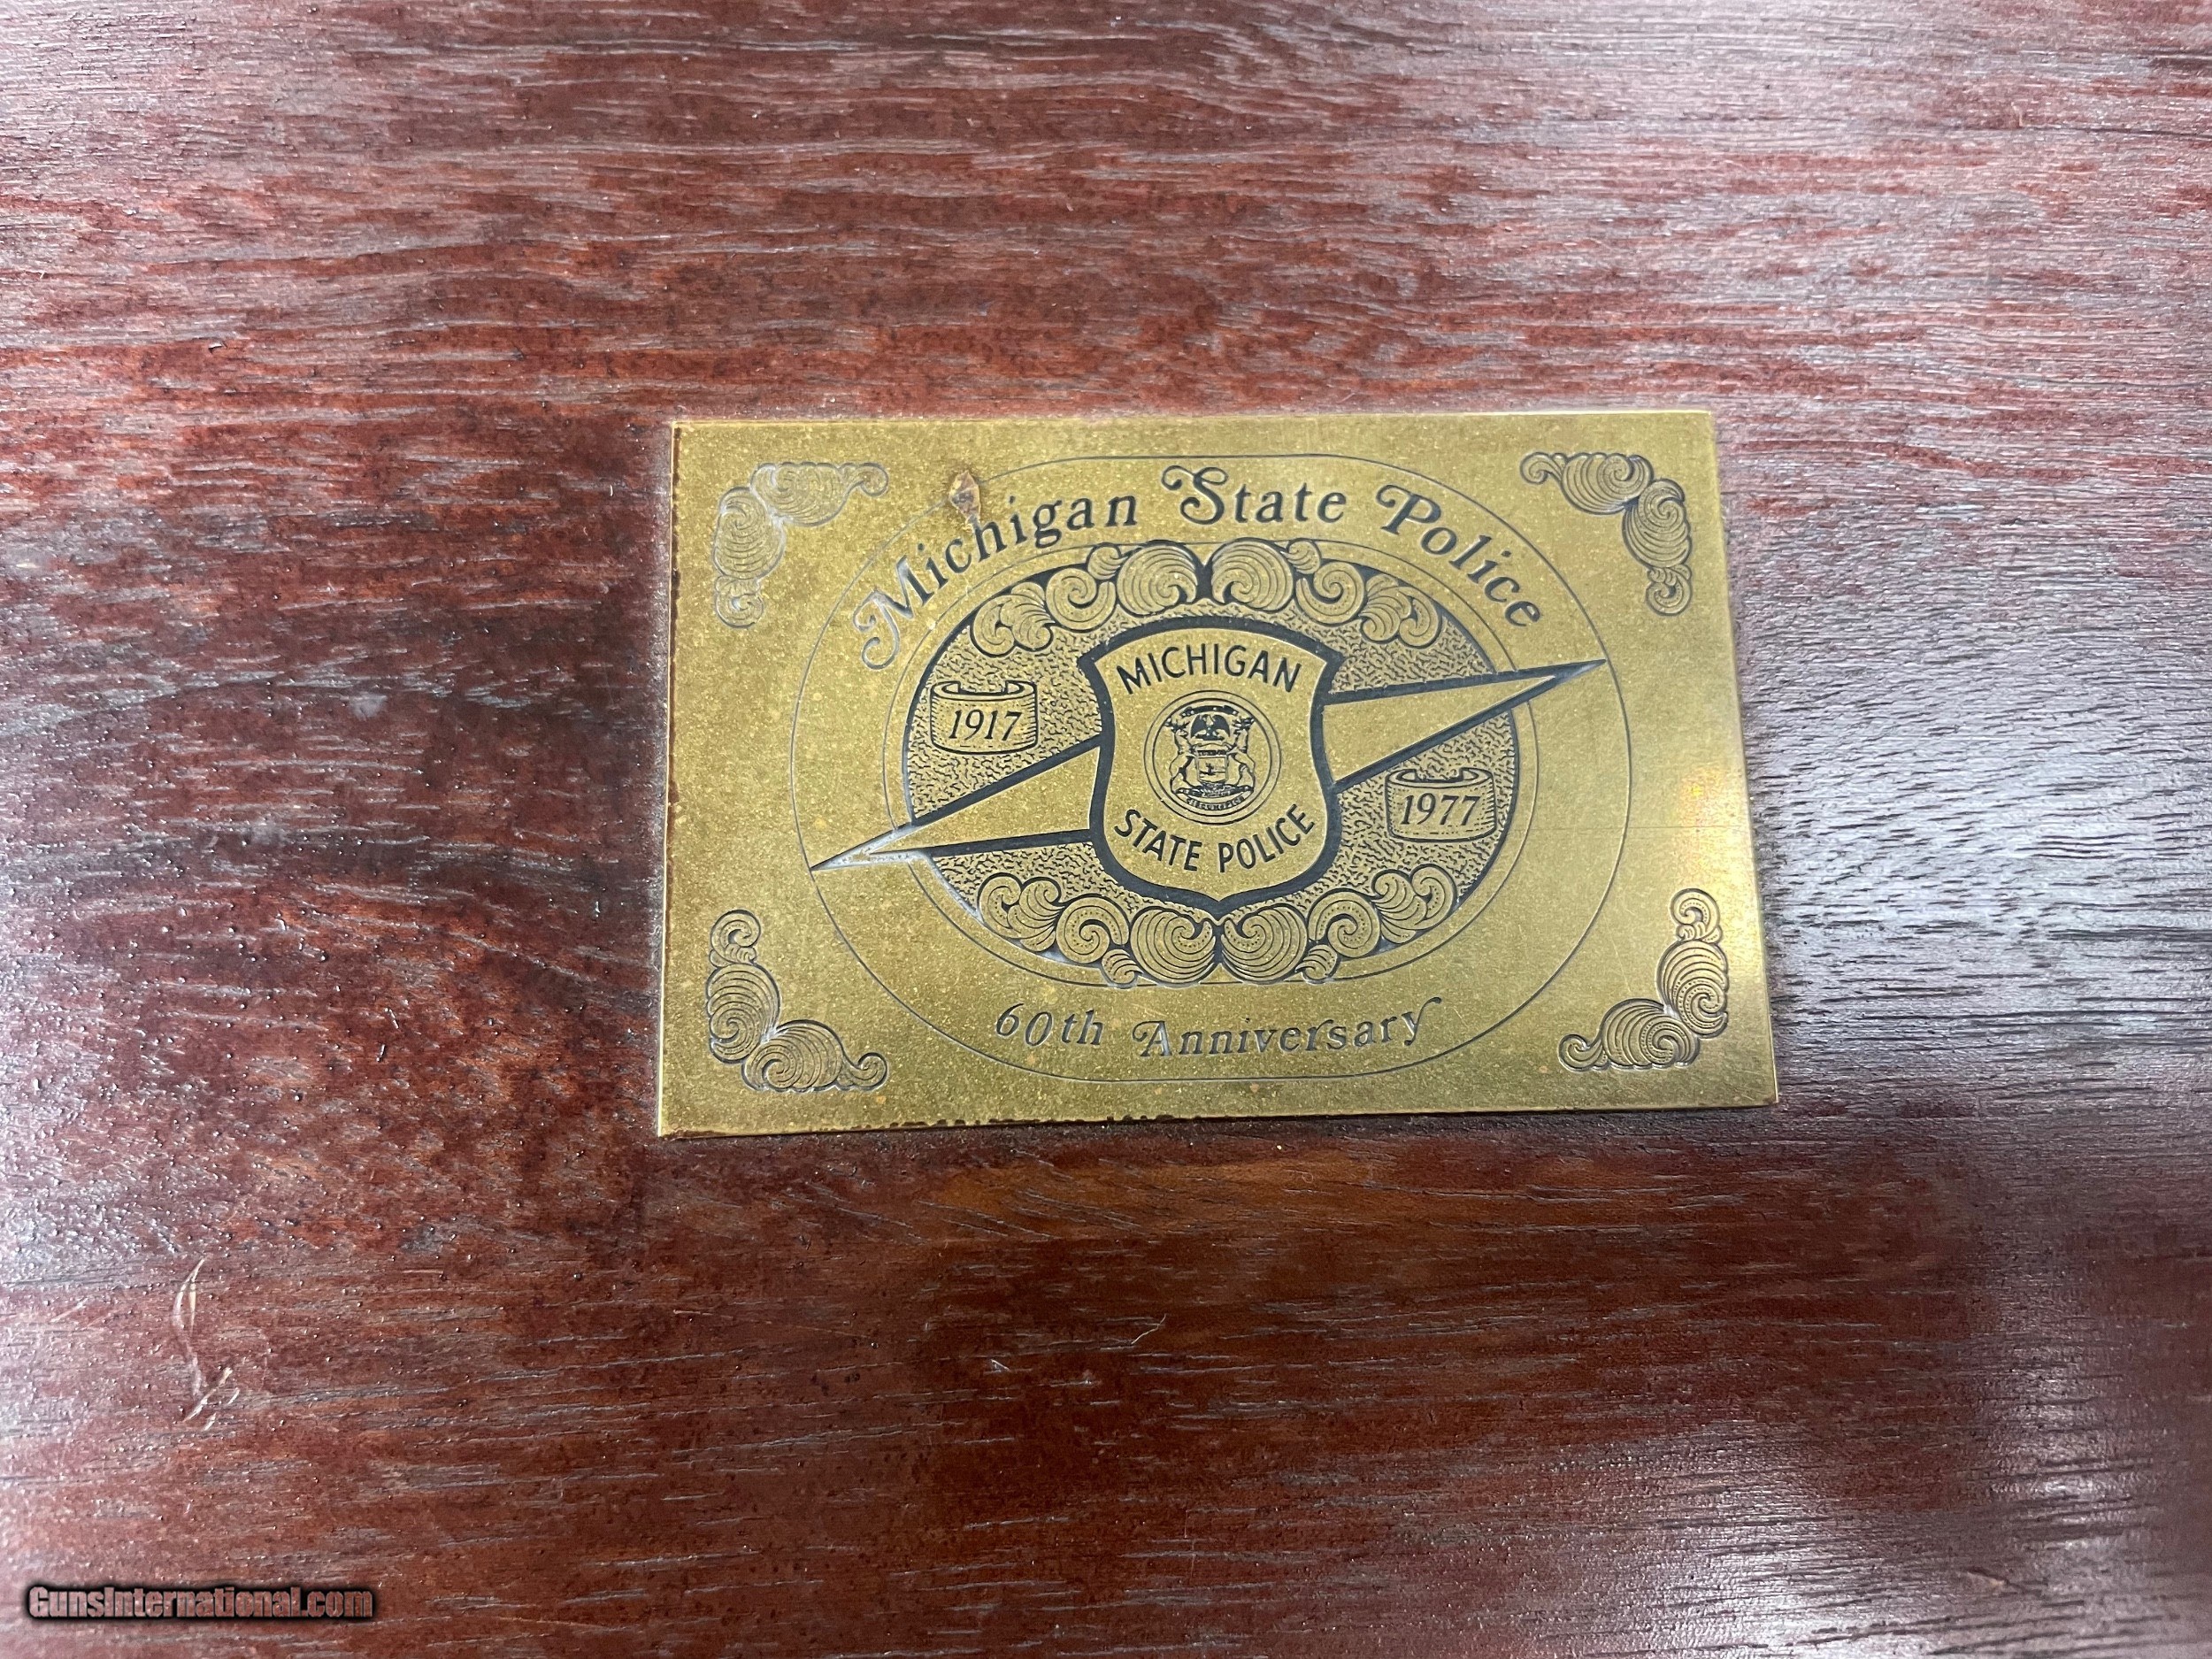 Michigan State Police
MICHIGAN
1917
1977
STATE POLICE
60th Anniversary
GunsInternational.com